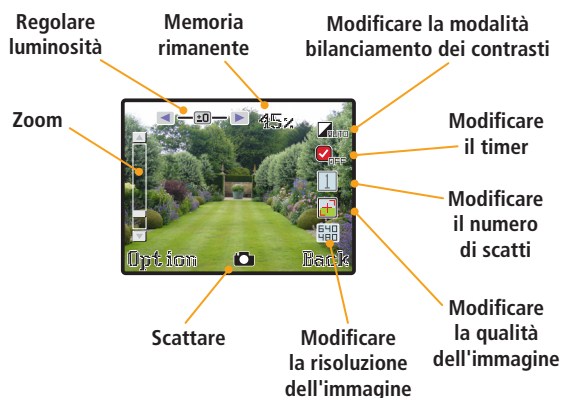 Regolare
luminosità
Memoria
rimanente
Modificare la modalità
bilanciamento dei contrasti
Zoom
±0
45%
AUTO
OFF
1
640
480
Option
Back
Modificare
il timer
Modificare
il numero
di scatti
Modificare
la qualità
dell'immagine
Scattare
Modificare
la risoluzione
dell'immagine